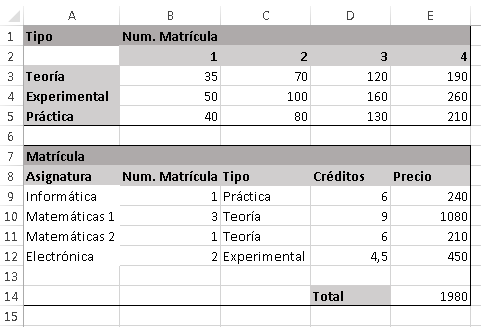 A B C D E
1 Tipo Num. Matrícula
2 1 2 3 4
3 Teoría 35 70 120 190
4 Experimental 50 100 160 260
5 Práctica 40 80 130 210
6
7 Matrícula
8 Asignatura Num. Matrícula Tipo Créditos Precio
9 Informática 1 Práctica 6 240
10 Matemáticas 1 3 Teoría 9 1080
11 Matemáticas 2 1 Teoría 6 210
12 Electrónica 2 Experimental 4,5 450
13
14 Total 1980
15